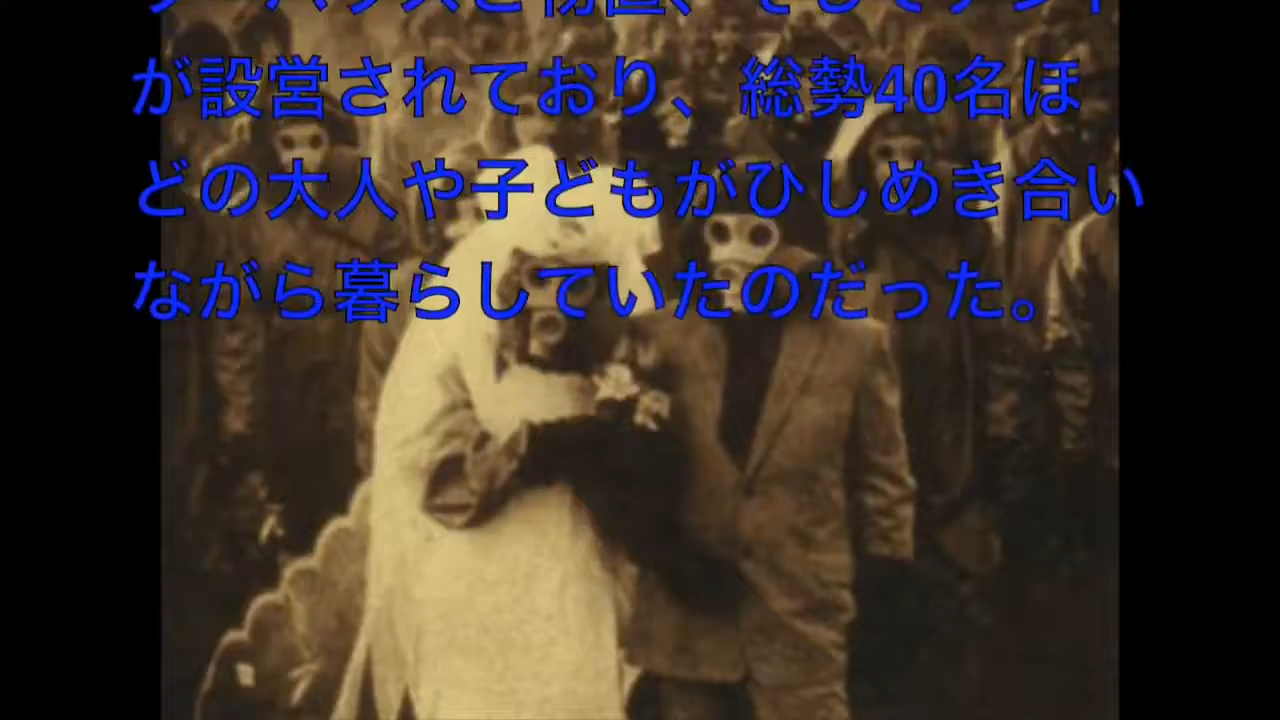 が設営されており、総勢40名ほ
どの大人や子どもがひしめき合い
ながら暮らしていたのだった。